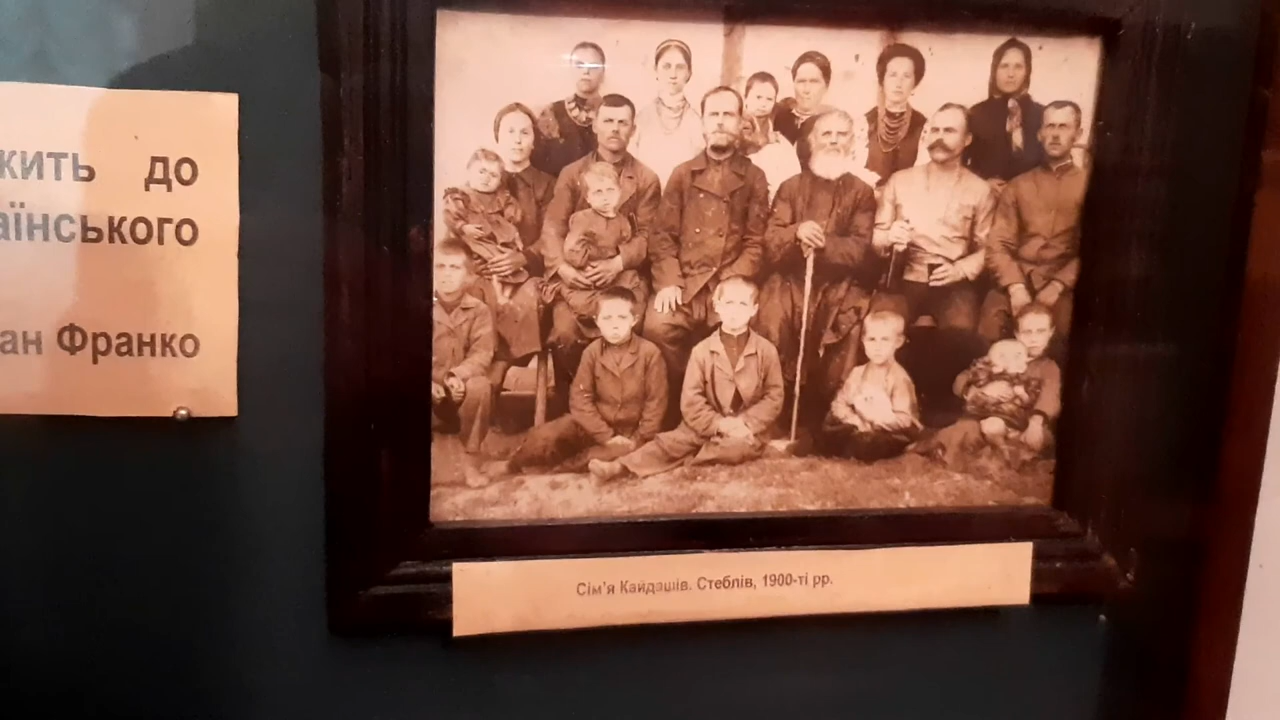 жить до
аїнського
ан Франко
Сім'я Кайдашів. Стеблів, 1900-ті рр.